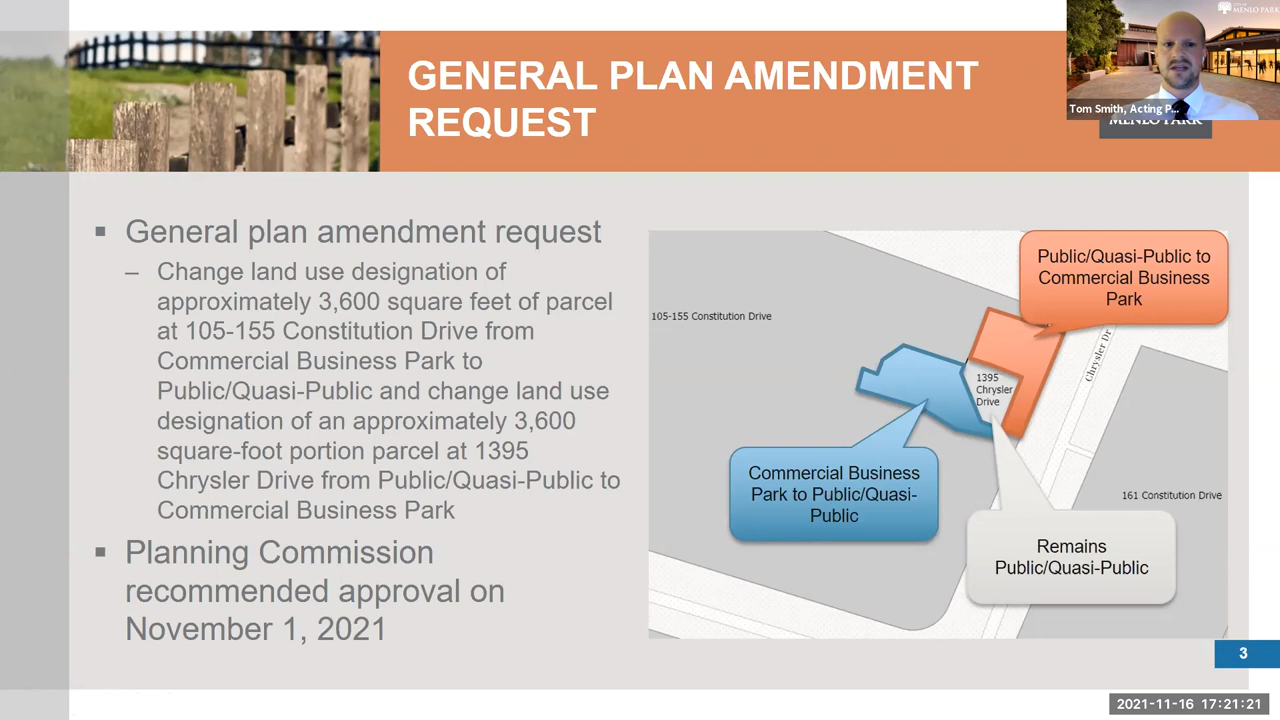 CITY OF
MENLO PARK
Tom Smith, Acting P...
MENLO PARK
GENERAL PLAN AMENDMENT
REQUEST
▪ General plan amendment request
– Change land use designation of
approximately 3,600 square feet of parcel
at 105-155 Constitution Drive from
Commercial Business Park to
Public/Quasi-Public and change land use
designation of an approximately 3,600
square-foot portion parcel at 1395
Chrysler Drive from Public/Quasi-Public to
Commercial Business Park
▪ Planning Commission
recommended approval on
November 1, 2021
Public/Quasi-Public to
Commercial Business
Park
105-155 Constitution Drive
Chrysler Dr
1395
Chrysler
Drive
Commercial Business
Park to Public/Quasi-
Public
161 Constitution Drive
Remains
Public/Quasi-Public
3
2021-11-16 17:21:21